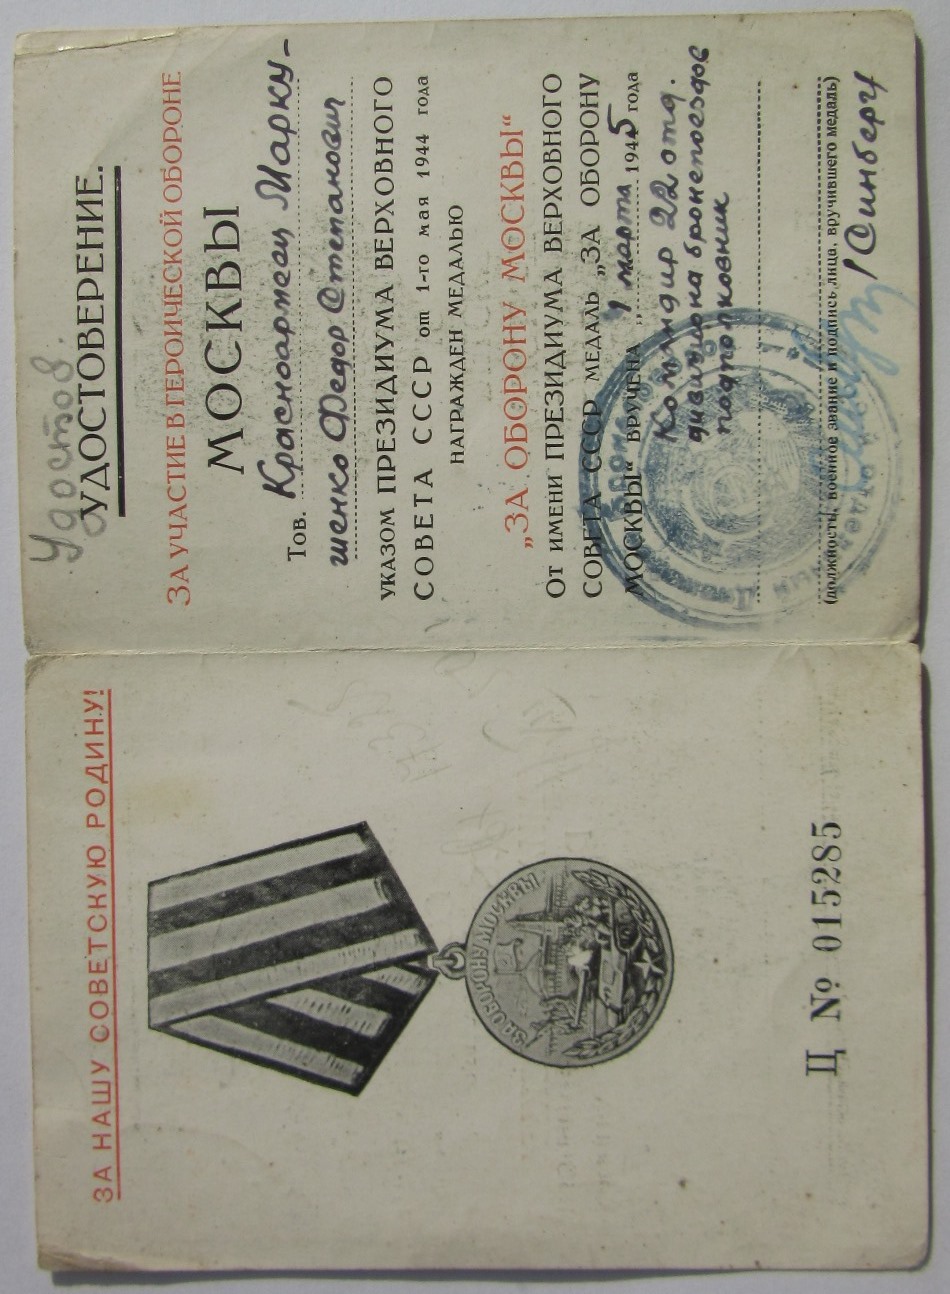 ЗА НАШУ СОВЕТСКУЮ РОДИНУ!
ЗА ОБОРОНУ МОСКВЫ
Ц № 015285
Удостов.
УДОСТОВЕРЕНИЕ.
ЗА УЧАСТИЕ В ГЕРОИЧЕСКОЙ ОБОРОНЕ
МОСКВЫ
Тов. Красноармеец Марку-
шенко Федор Степанович
УКАЗОМ ПРЕЗИДИУМА ВЕРХОВНОГО
СОВЕТА СССР от 1-го мая 1944 года
НАГРАЖДЕН МЕДАЛЬЮ
„ЗА ОБОРОНУ МОСКВЫ“
От ИМЕНИ ПРЕЗИДИУМА ВЕРХОВНОГО
СОВЕТА СССР МЕДАЛЬ „ЗА ОБОРОНУ
МОСКВЫ“ ВРУЧЕНА 1 марта 1945 года
Командир 22 отд.
дивизиона бронепоездов
подполковник
(должность, военное звание и подпись лица, вручившего медаль)
/Синберг/